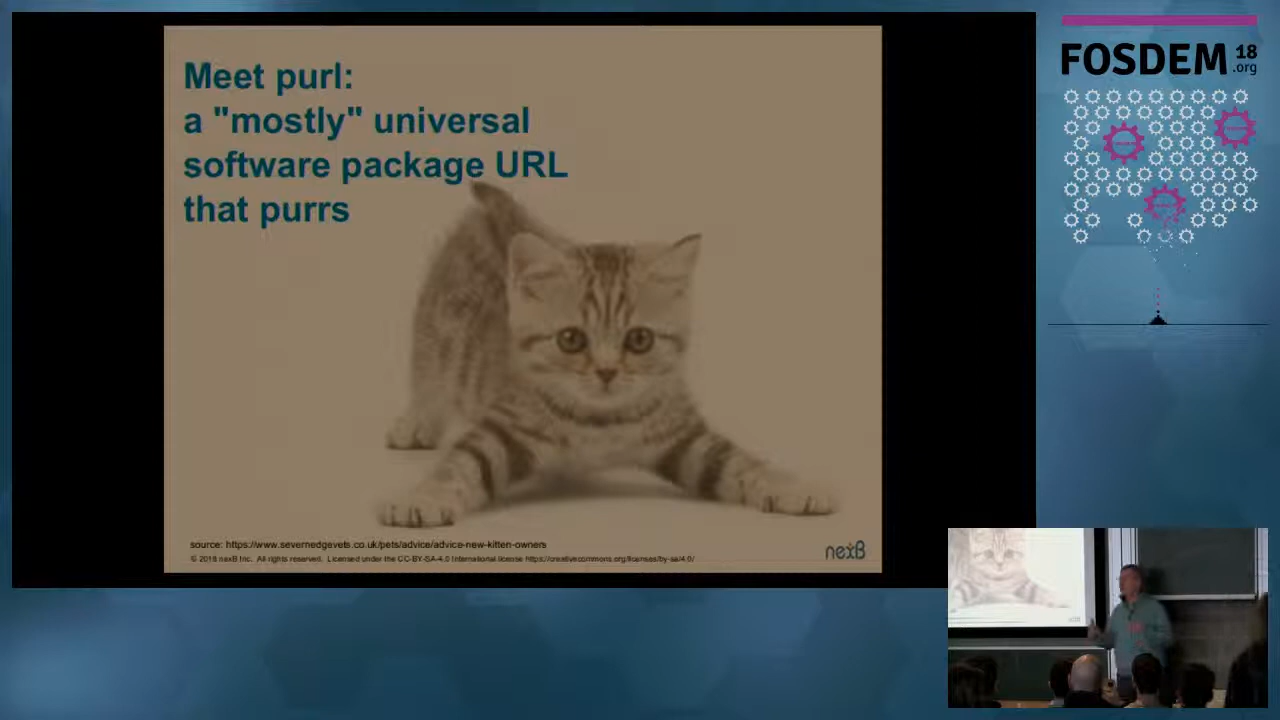 Meet purl:
a "mostly" universal
software package URL
that purrs
source: https://www.severnedgevets.co.uk/pets/advice/advice-new-kitten-owners
© 2018 nexB Inc. All rights reserved. Licensed under the CC-BY-SA-4.0 International license https://creativecommons.org/licenses/by-sa/4.0/
nexB
FOSDEM 18
.org